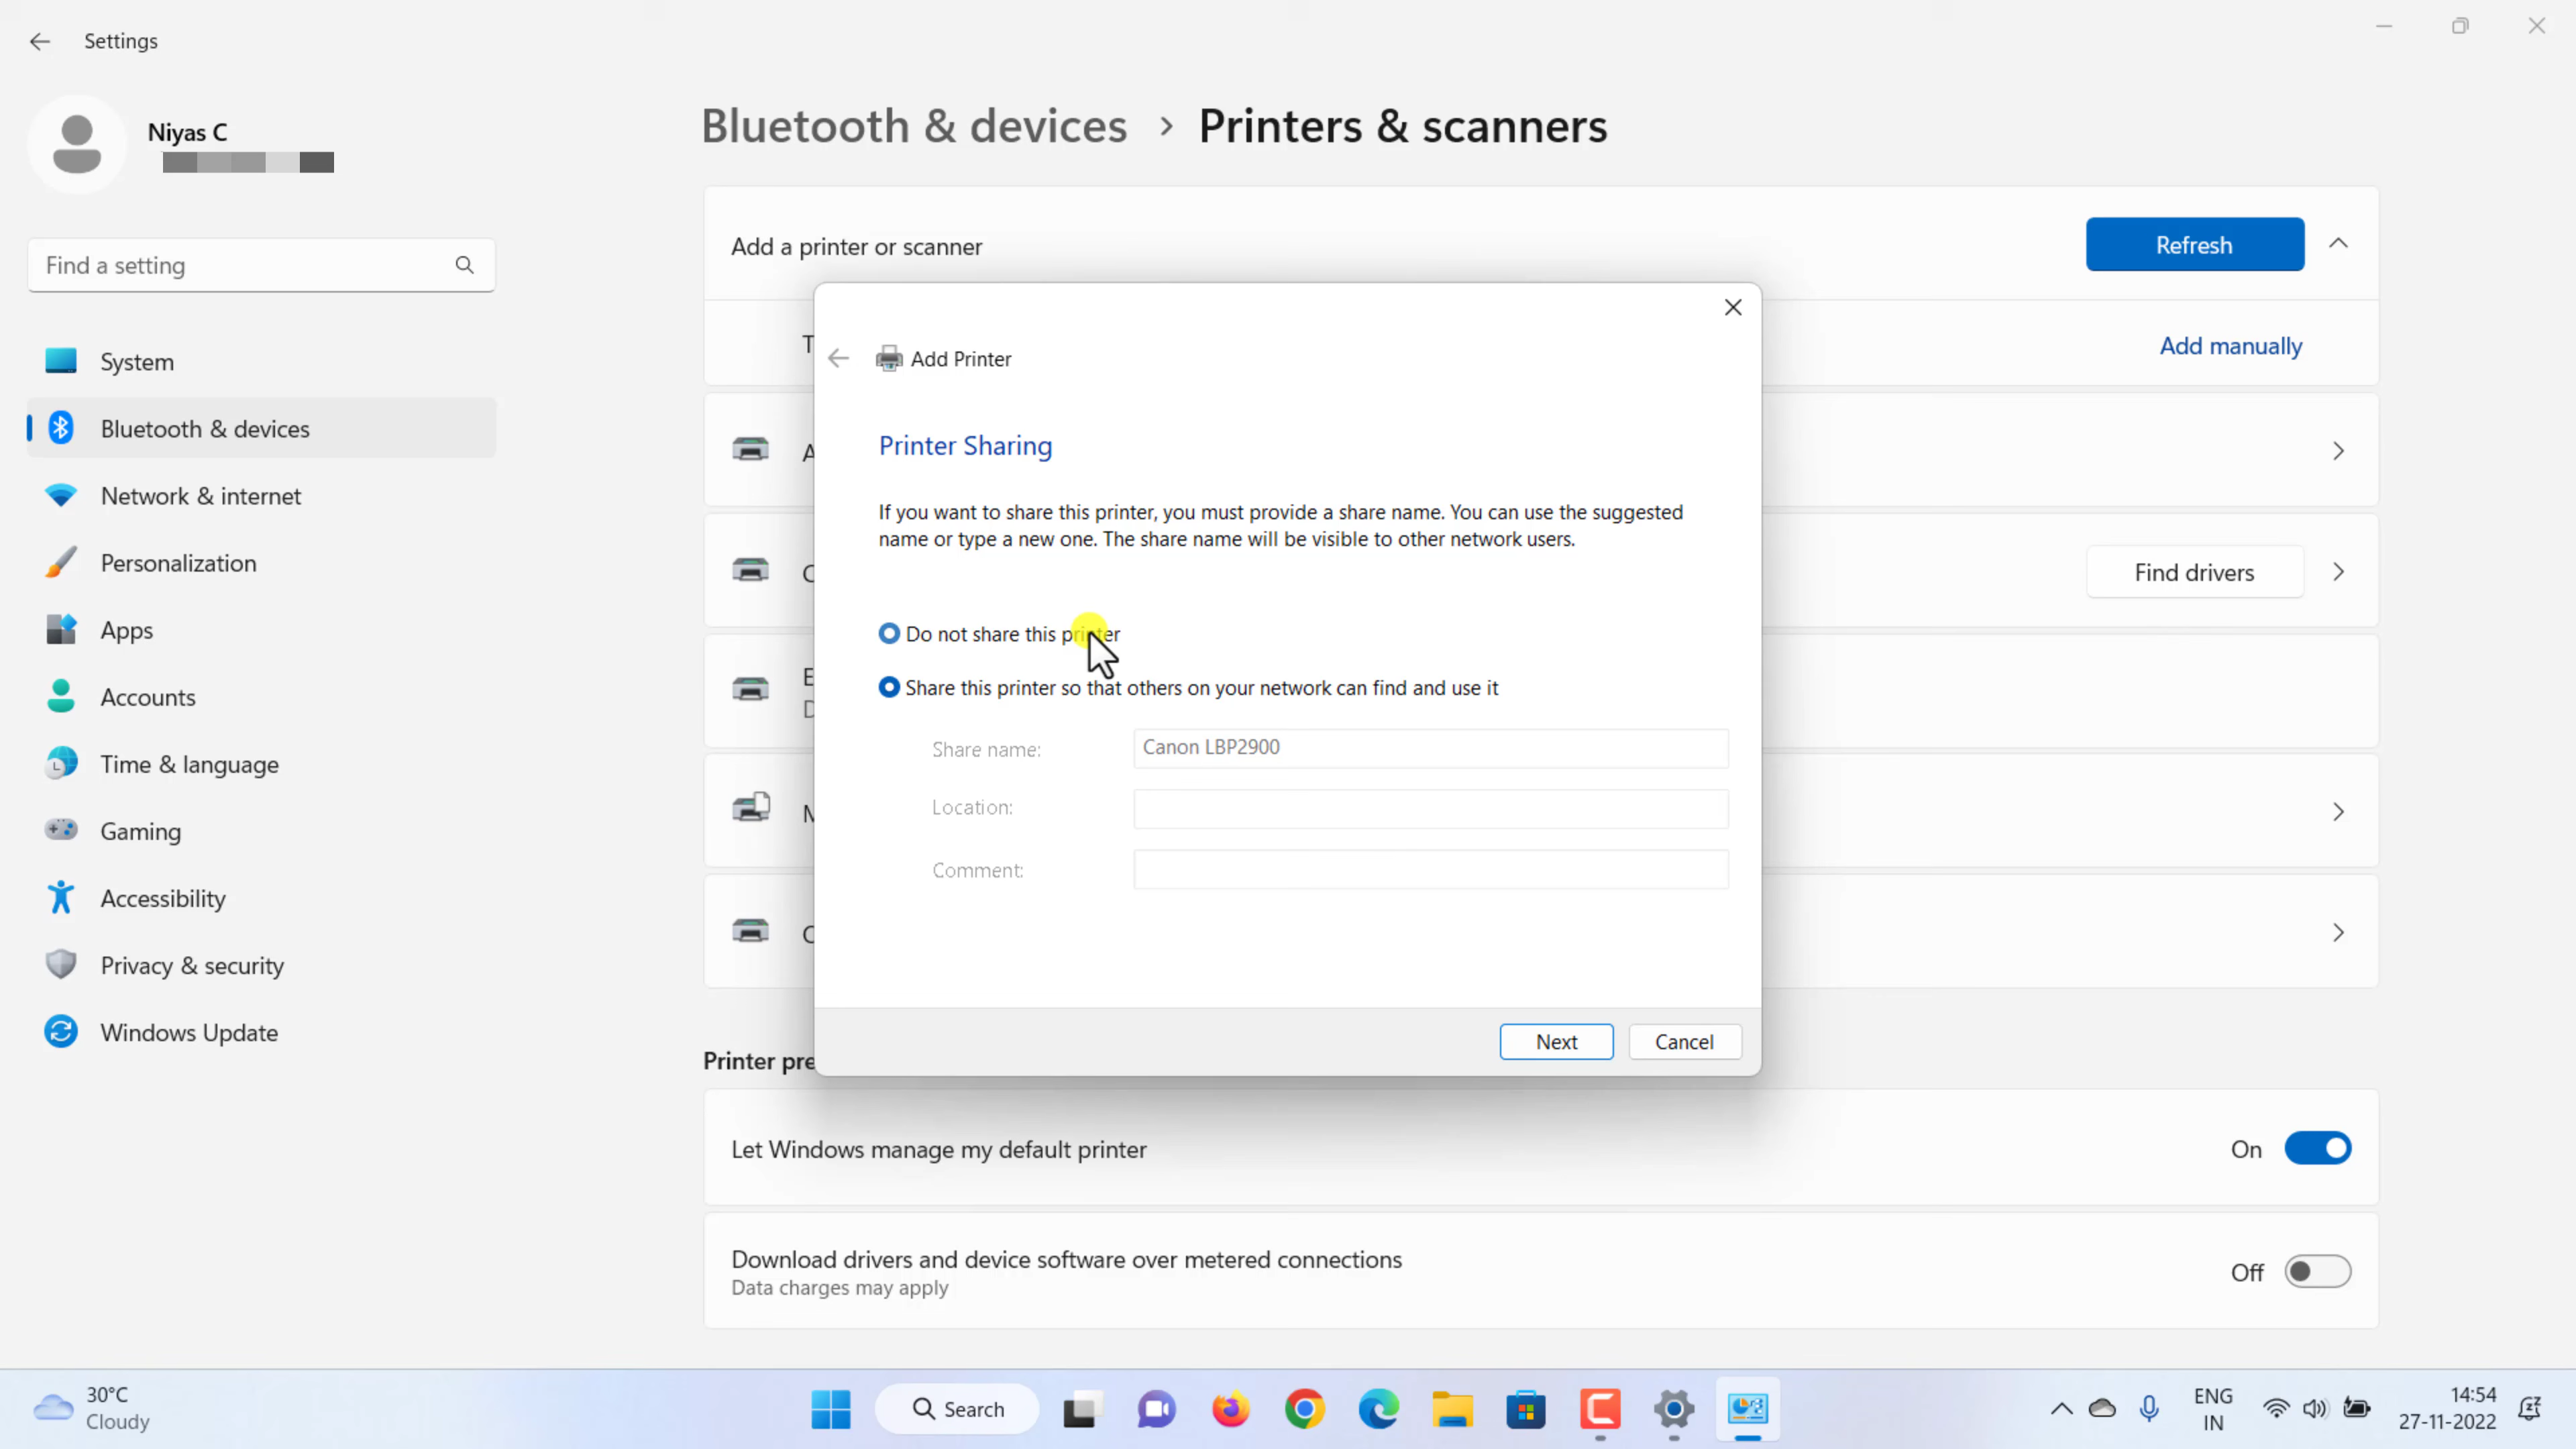 Settings
Niyas C
Find a setting
System
Bluetooth & devices
Network & internet
Personalization
Apps
Accounts
Time & language
Gaming
Accessibility
Privacy & security
Windows Update
Bluetooth & devices > Printers & scanners
Add a printer or scanner
Refresh
T
Add manually
A
C
Find drivers
E
D
M
C
Add Printer
Printer Sharing
If you want to share this printer, you must provide a share name. You can use the suggested
name or type a new one. The share name will be visible to other network users.
Do not share this printer
Share this printer so that others on your network can find and use it
Share name: Canon LBP2900
Location:
Comment:
Next
Cancel
Printer pre
Let Windows manage my default printer
On
Download drivers and device software over metered connections
Data charges may apply
Off
30°C
Cloudy
Search
ENG
IN
14:54
27-11-2022